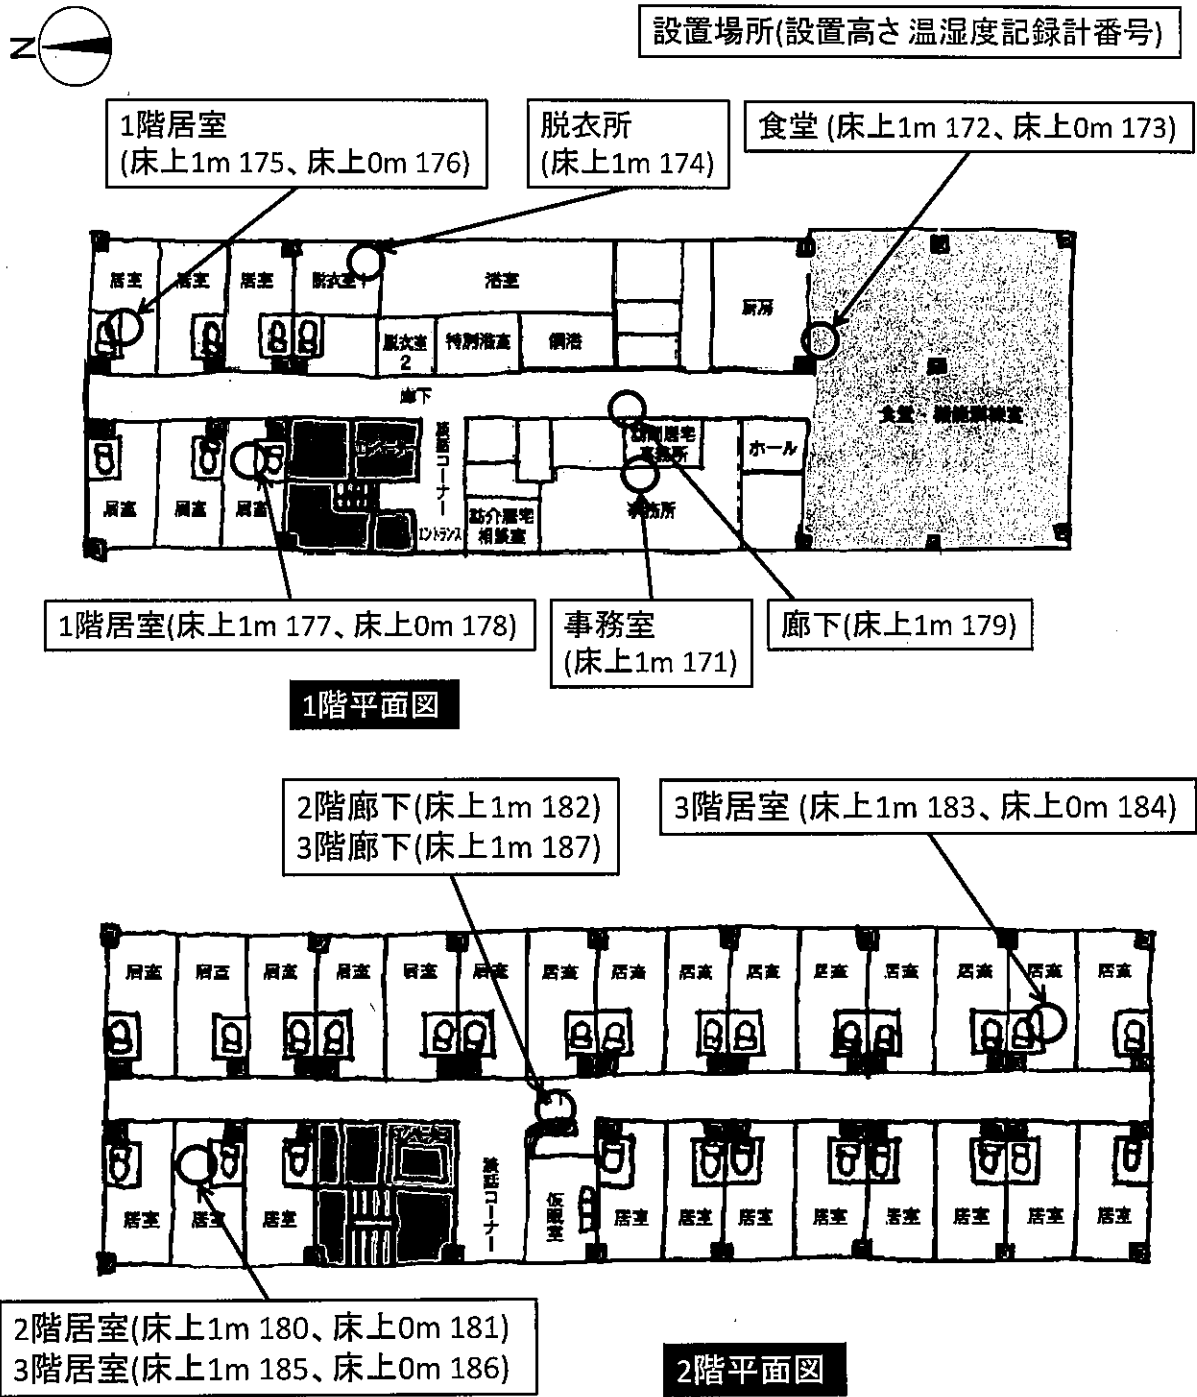 N
設置場所(設置高さ 温湿度記録計番号)
1階居室
(床上1m 175、床上0m 176)
脱衣所
(床上1m 174)
食堂 (床上1m 172、床上0m 173)
居室 居室 居室 脱衣室1 浴室 厨房
脱衣室2 特別浴室 個浴
廊下
食堂・機能訓練室
談話コーナー
ホール
居室 居室 居室
エントランス
相談室
事務所
1階居室(床上1m 177、床上0m 178)
事務室
(床上1m 171)
廊下(床上1m 179)
1階平面図
2階廊下(床上1m 182)
3階廊下(床上1m 187)
3階居室 (床上1m 183、床上0m 184)
居室 居室 居室 居室 居室 居室 居室 居室 居室 居室 居室 居室 居室 居室 居室
談話コーナー
仮眠室
居室 居室 居室 居室 居室 居室 居室 居室 居室 居室 居室
2階居室(床上1m 180、床上0m 181)
3階居室(床上1m 185、床上0m 186)
2階平面図